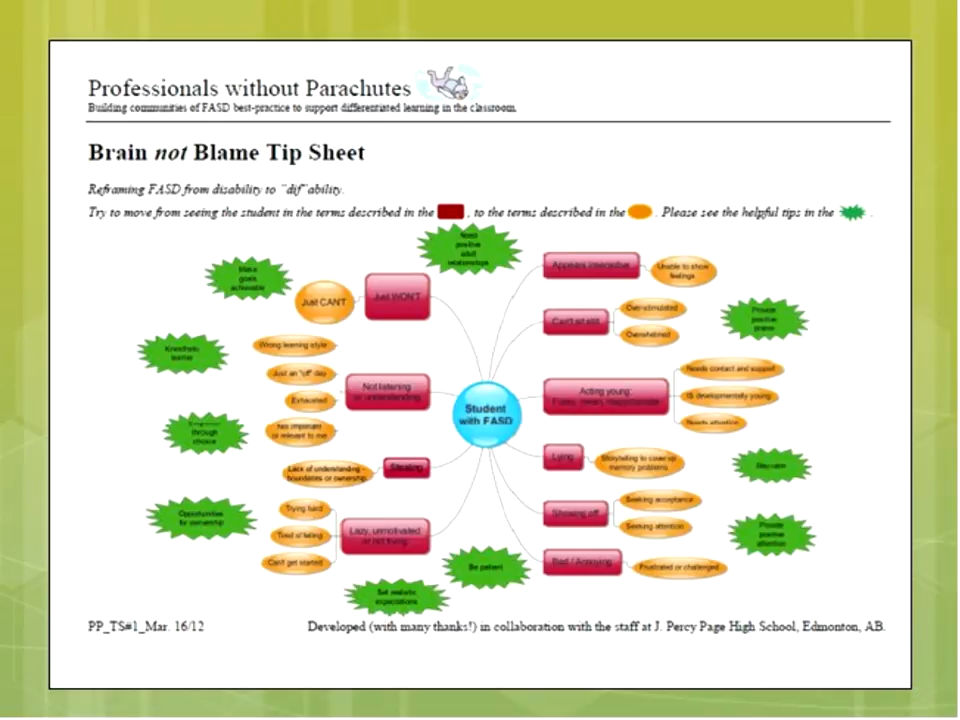 Professionals without Parachutes
Building communities of FASD best-practice to support differentiated learning in the classroom.
Brain not Blame Tip Sheet
Reframing FASD from disability to "dif"ability.
Try to move from seeing the student in the terms described in the , to the terms described in the . Please see the helpful tips in the .
Need
positive
adult
relationships
Make
goals
achievable
Just CAN'T
Just WON'T
Kinesthetic
learner
Wrong learning style
Just an "off" day
Exhausted
Not important
or relevant to me
Not listening
or understanding
through
choice
Lack of understanding -
boundaries or ownership
Stealing
Opportunities
for ownership
Trying hard
Tired of failing
Can't get started
Lazy, unmotivated
or not trying
Set realistic
expectations
Be patient
Student
with FASD
Appears insensitive
Unable to show
feelings
Can't sit still
Over-stimulated
Overwhelmed
Provide
positive
praise
Acting young:
Needs contact and support
IS developmentally young
Needs attention
Lying
Storytelling to cover up
memory problems
Showing off
Seeking acceptance
Seeking attention
Provide
positive
attention
Bad / Annoying
Frustrated or challenged
PP_TS#1_Mar. 16/12
Developed (with many thanks!) in collaboration with the staff at J. Percy Page High School, Edmonton, AB.